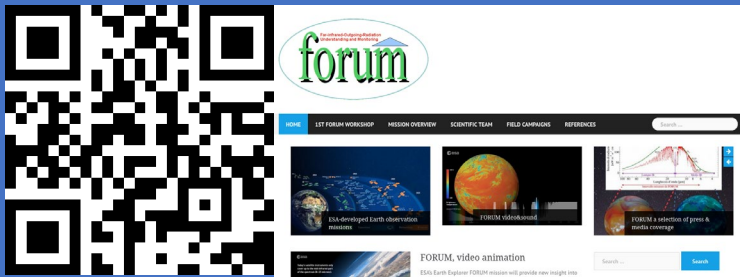 Far-infrared-Outgoing-Radiation
Understanding and Monitoring
forum
HOME 1ST FORUM WORKSHOP MISSION OVERVIEW SCIENTIFIC TEAM FIELD CAMPAIGNS REFERENCES Search ...
ESA-developed Earth observation
missions
FORUM video&sound
FORUM a selection of press &
media coverage
FORUM, video animation
ESA's Earth Explorer FORUM mission will provide new insight into
Search ... Search